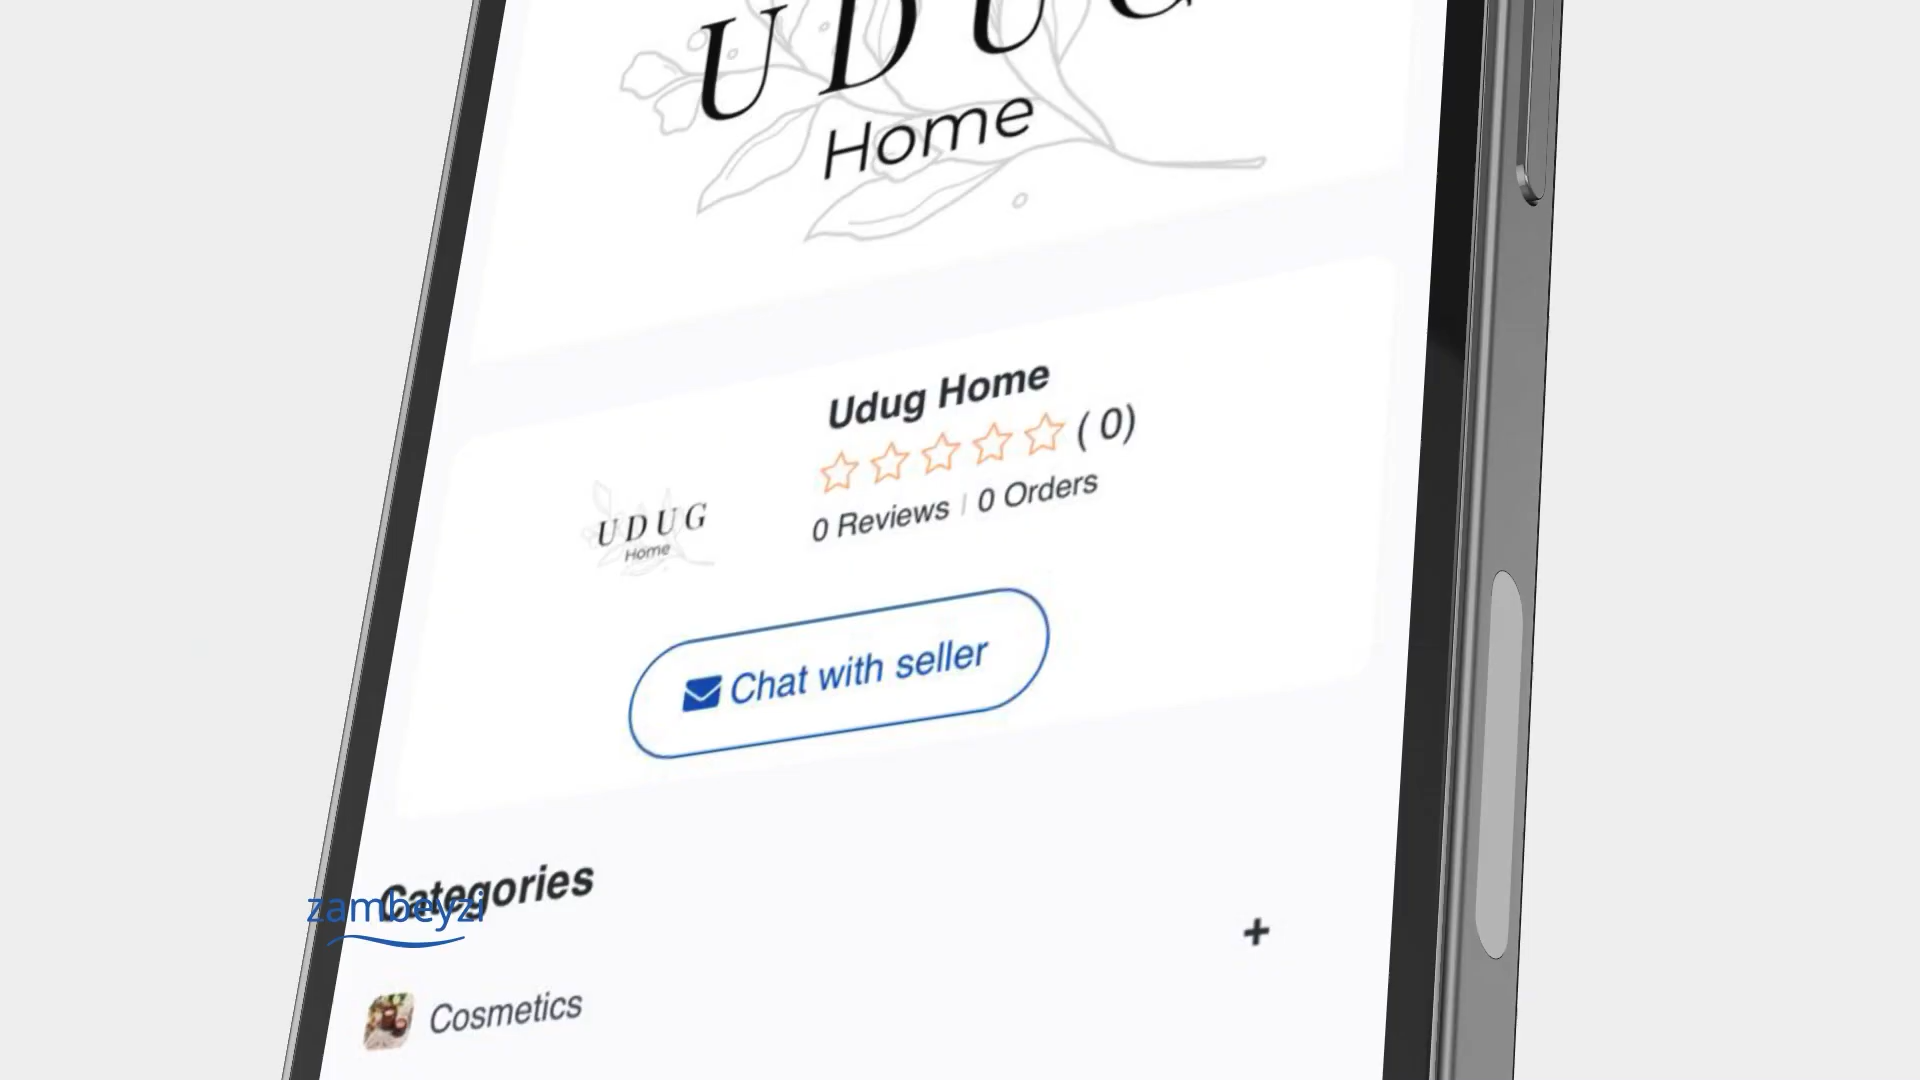 UDUG
Home
Udug Home
( 0)
0 Reviews | 0 Orders
UDUG
Home
Chat with seller
Categories
zambeyzi
+
Cosmetics